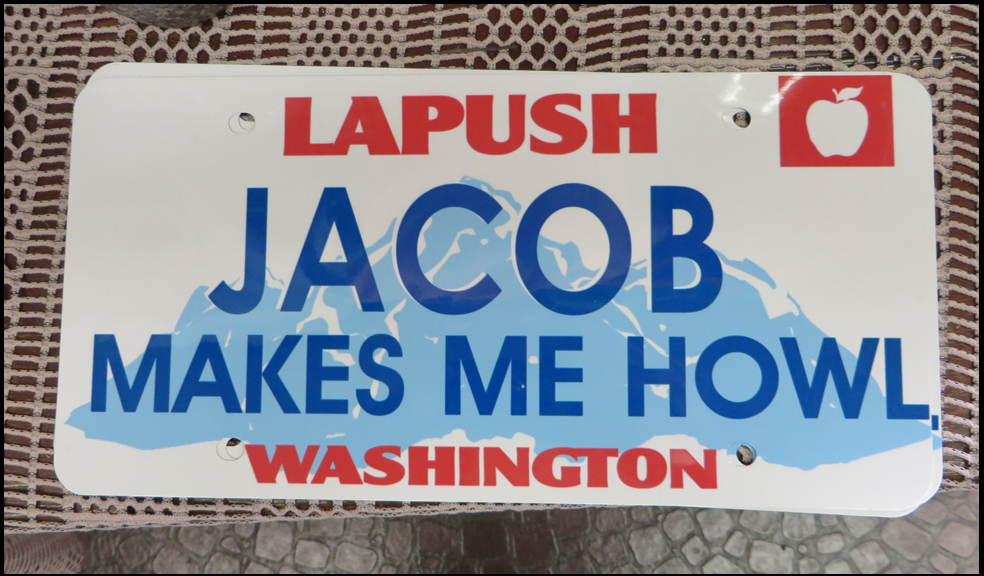 LAPUSH
JACOB
MAKES ME HOWL.
WASHINGTON